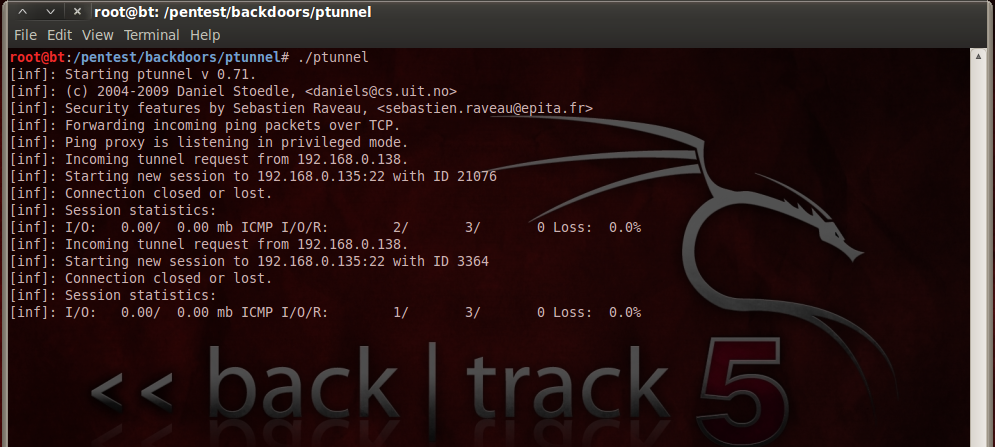 root@bt: /pentest/backdoors/ptunnel
File Edit View Terminal Help
root@bt:/pentest/backdoors/ptunnel# ./ptunnel
[inf]: Starting ptunnel v 0.71.
[inf]: (c) 2004-2009 Daniel Stoedle, <daniels@cs.uit.no>
[inf]: Security features by Sebastien Raveau, <sebastien.raveau@epita.fr>
[inf]: Forwarding incoming ping packets over TCP.
[inf]: Ping proxy is listening in privileged mode.
[inf]: Incoming tunnel request from 192.168.0.138.
[inf]: Starting new session to 192.168.0.135:22 with ID 21076
[inf]: Connection closed or lost.
[inf]: Session statistics:
[inf]: I/O:   0.00/  0.00 mb ICMP I/O/R:        2/       3/       0 Loss:  0.0%
[inf]: Incoming tunnel request from 192.168.0.138.
[inf]: Starting new session to 192.168.0.135:22 with ID 3364
[inf]: Connection closed or lost.
[inf]: Session statistics:
[inf]: I/O:   0.00/  0.00 mb ICMP I/O/R:        1/       3/       0 Loss:  0.0%
<< back | track 5